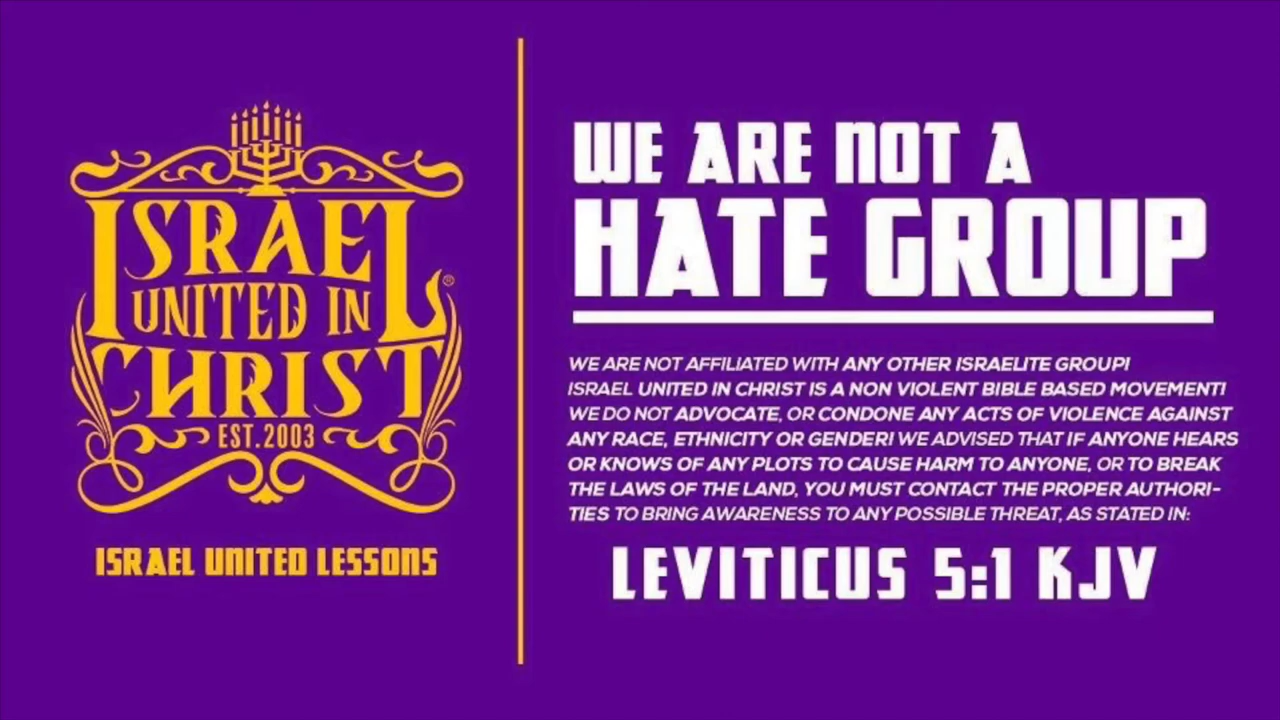 ISRAEL
UNITED IN
CHRIST
®
EST.2003
ISRAEL UNITED LESSONS
WE ARE NOT A
HATE GROUP
WE ARE NOT AFFILIATED WITH ANY OTHER ISRAELITE GROUP!
ISRAEL UNITED IN CHRIST IS A NON VIOLENT BIBLE BASED MOVEMENT!
WE DO NOT ADVOCATE, OR CONDONE ANY ACTS OF VIOLENCE AGAINST
ANY RACE, ETHNICITY OR GENDER! WE ADVISED THAT IF ANYONE HEARS
OR KNOWS OF ANY PLOTS TO CAUSE HARM TO ANYONE, OR TO BREAK
THE LAWS OF THE LAND, YOU MUST CONTACT THE PROPER AUTHORI-
TIES TO BRING AWARENESS TO ANY POSSIBLE THREAT, AS STATED IN:
LEVITICUS 5:1 KJV